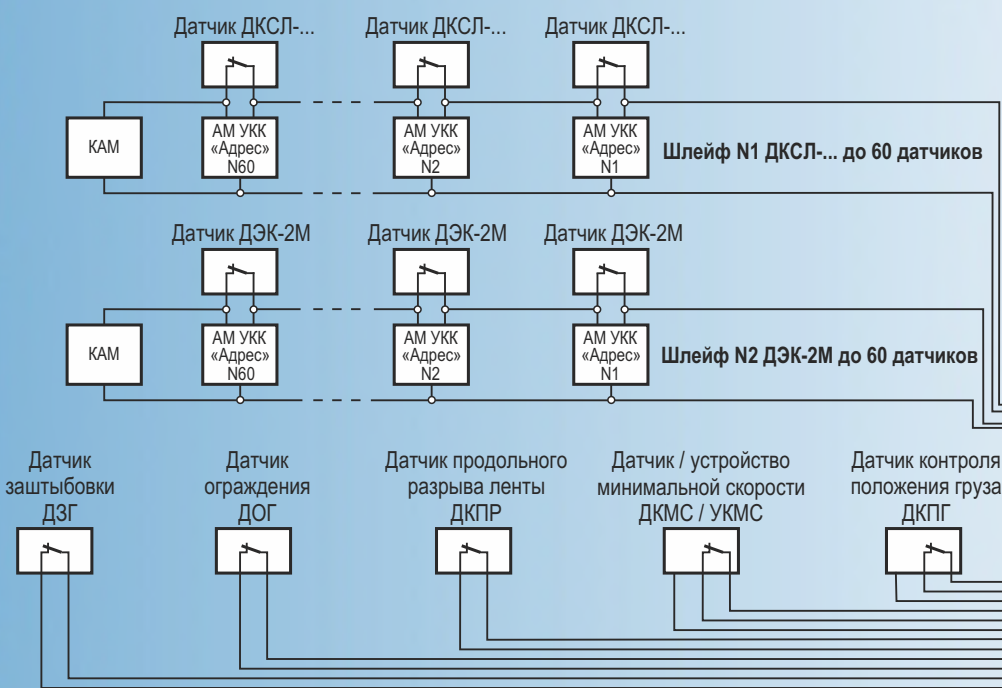 Датчик ДКСЛ-... Датчик ДКСЛ-... Датчик ДКСЛ-...
КАМ
АМ УКК
«Адрес»
N60
АМ УКК
«Адрес»
N2
АМ УКК
«Адрес»
N1
Шлейф N1 ДКСЛ-... до 60 датчиков
Датчик ДЭК-2М Датчик ДЭК-2М Датчик ДЭК-2М
КАМ
АМ УКК
«Адрес»
N60
АМ УКК
«Адрес»
N2
АМ УКК
«Адрес»
N1
Шлейф N2 ДЭК-2М до 60 датчиков
Датчик
заштыбовки
ДЗГ
Датчик
ограждения
ДОГ
Датчик продольного
разрыва ленты
ДКПР
Датчик / устройство
минимальной скорости
ДКМС / УКМС
Датчик контроля
положения груза
ДКПГ